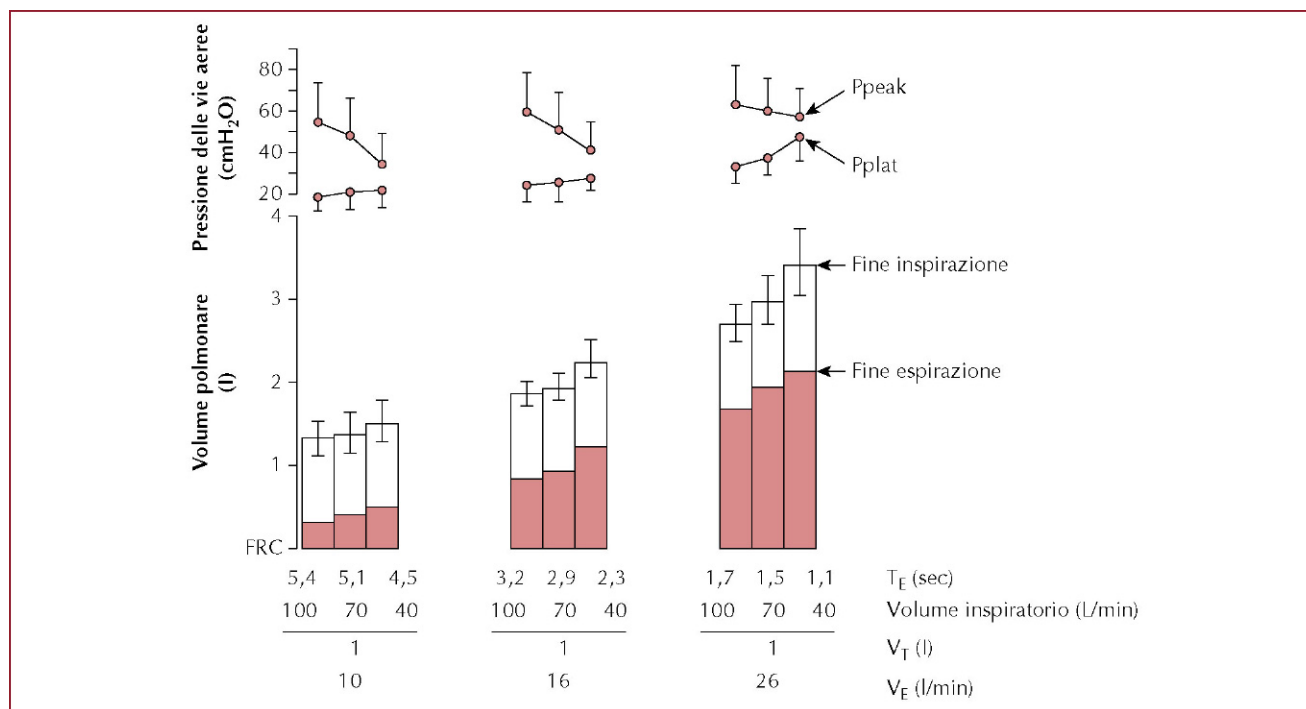 Pressione delle vie aeree
(cmH2O)
80
60
40
20
Ppeak
Pplat
Volume polmonare
(l)
4
3
2
1
FRC
Fine inspirazione
Fine espirazione
5,4 5,1 4,5 3,2 2,9 2,3 1,7 1,5 1,1 TE (sec)
100 70 40 100 70 40 100 70 40 Volume inspiratorio (L/min)
1 1 1 VT (l)
10 16 26 VE (l/min)